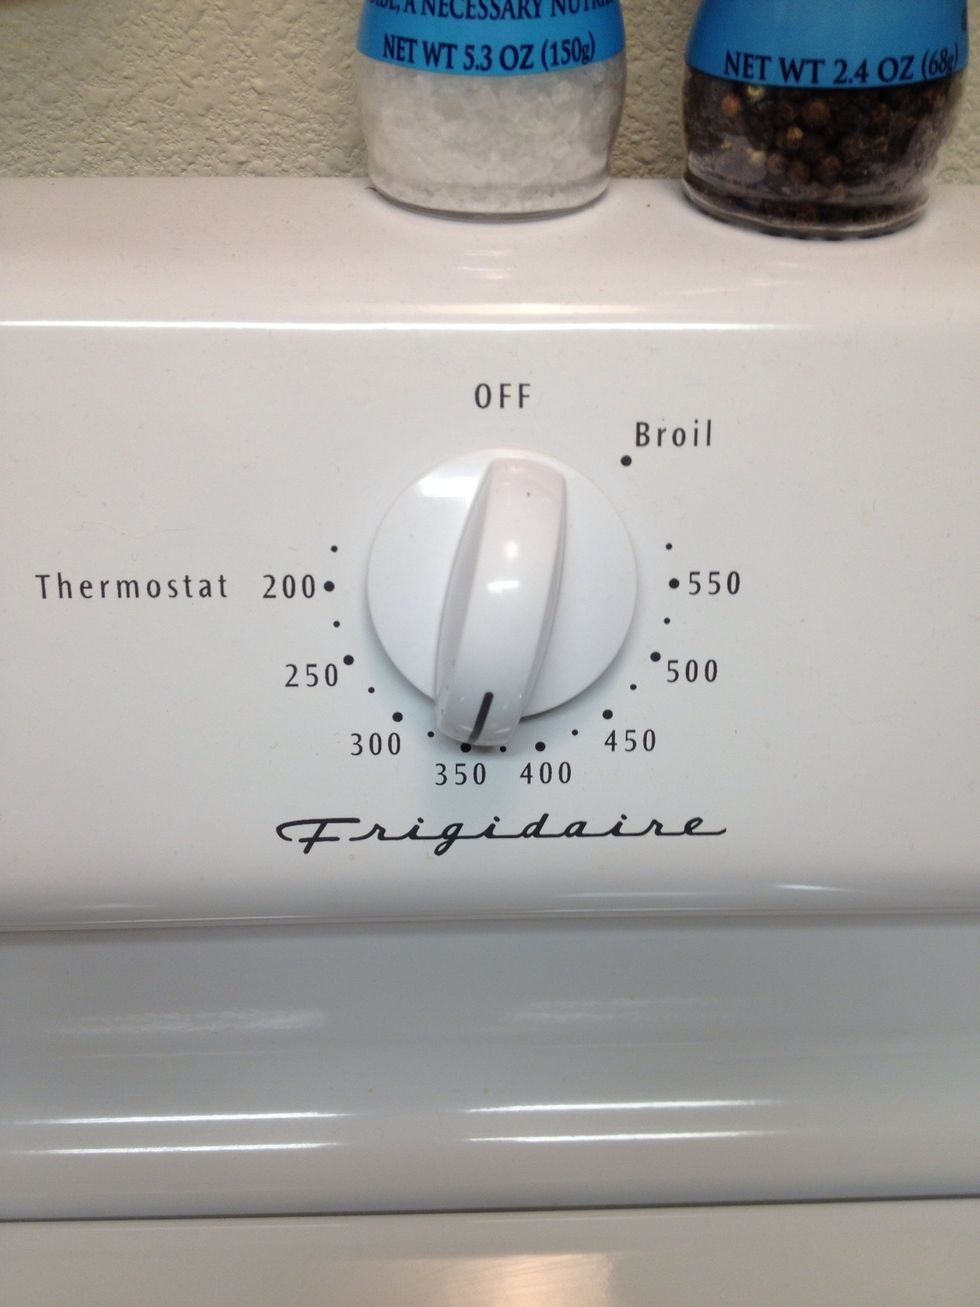 A NECESSARY
NET WT 5.3 OZ (150g)
NET WT 2.4 OZ (68g)
OFF
Broil
Thermostat 200
550
250
500
300
450
350
400
Frigidaire